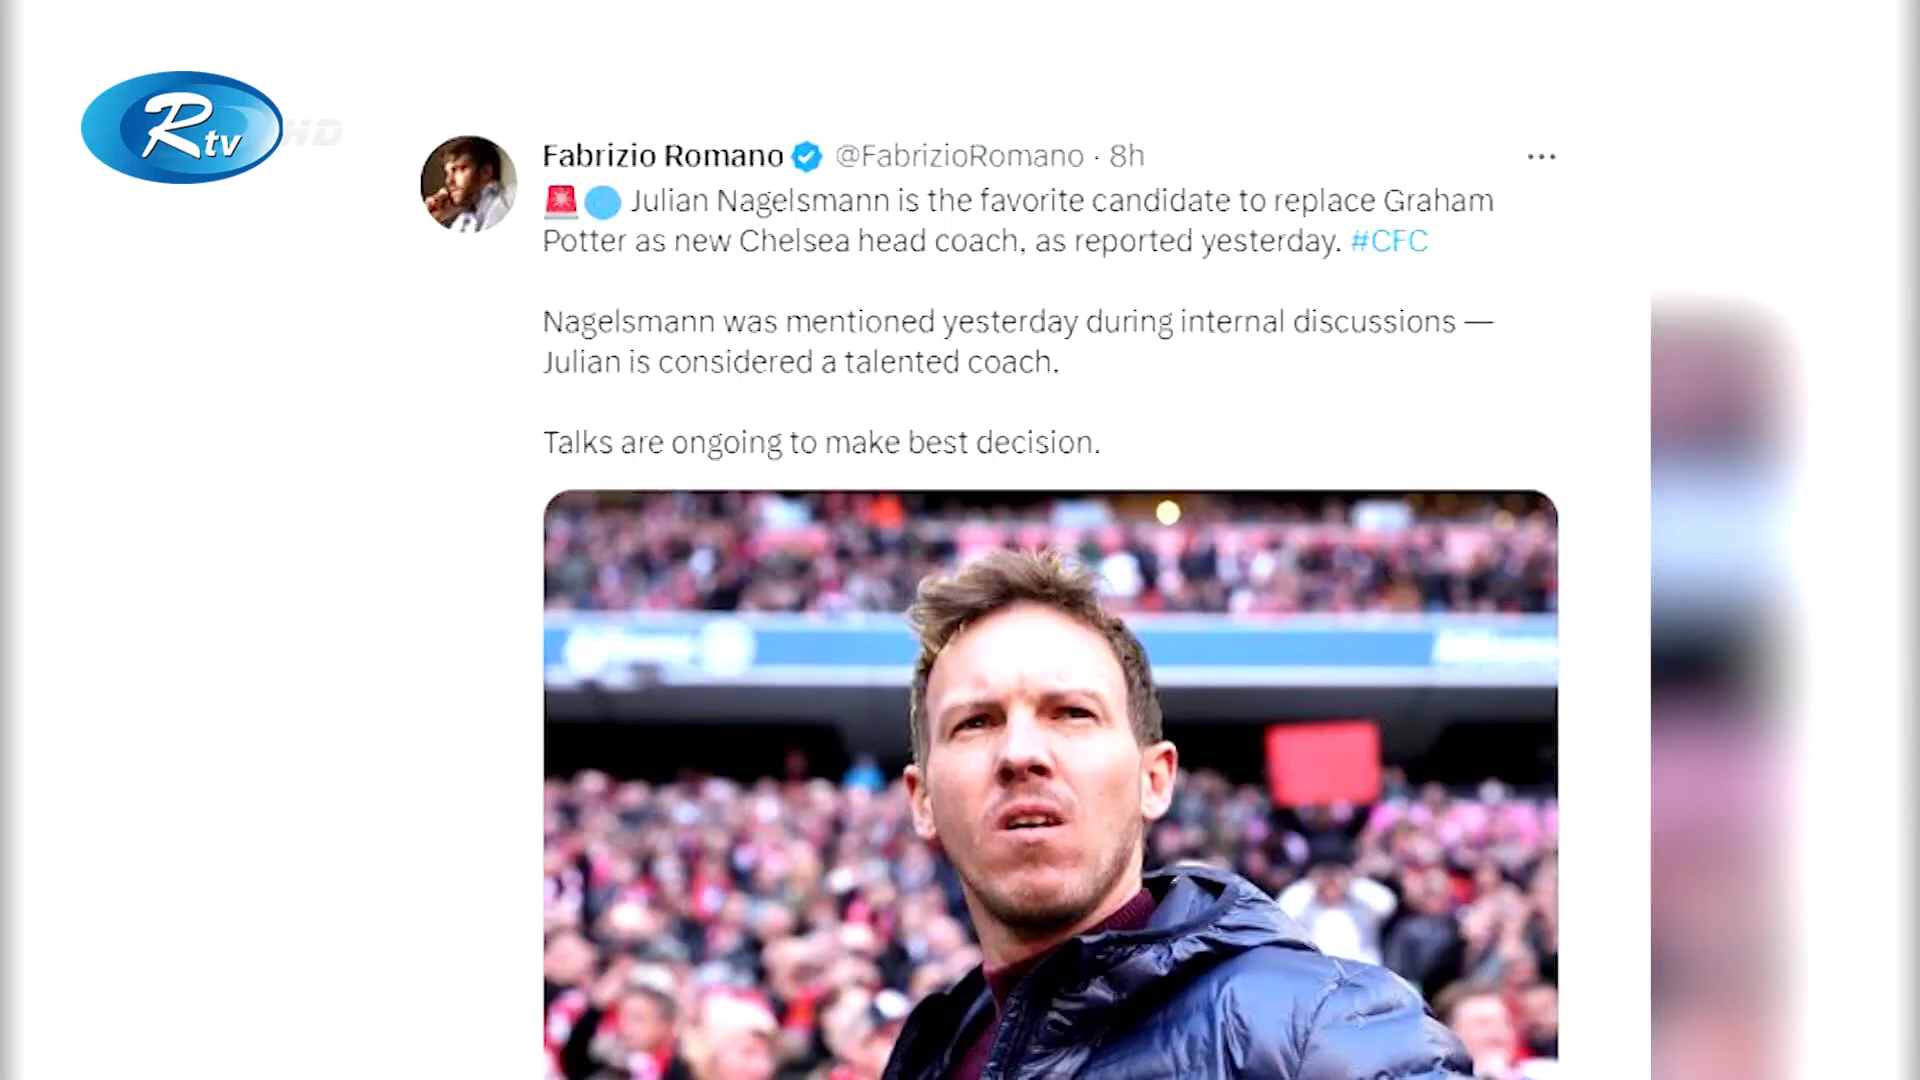 Rtv HD
Fabrizio Romano @FabrizioRomano · 8h
🚨🔵 Julian Nagelsmann is the favorite candidate to replace Graham
Potter as new Chelsea head coach, as reported yesterday. #CFC
Nagelsmann was mentioned yesterday during internal discussions —
Julian is considered a talented coach.
Talks are ongoing to make best decision.